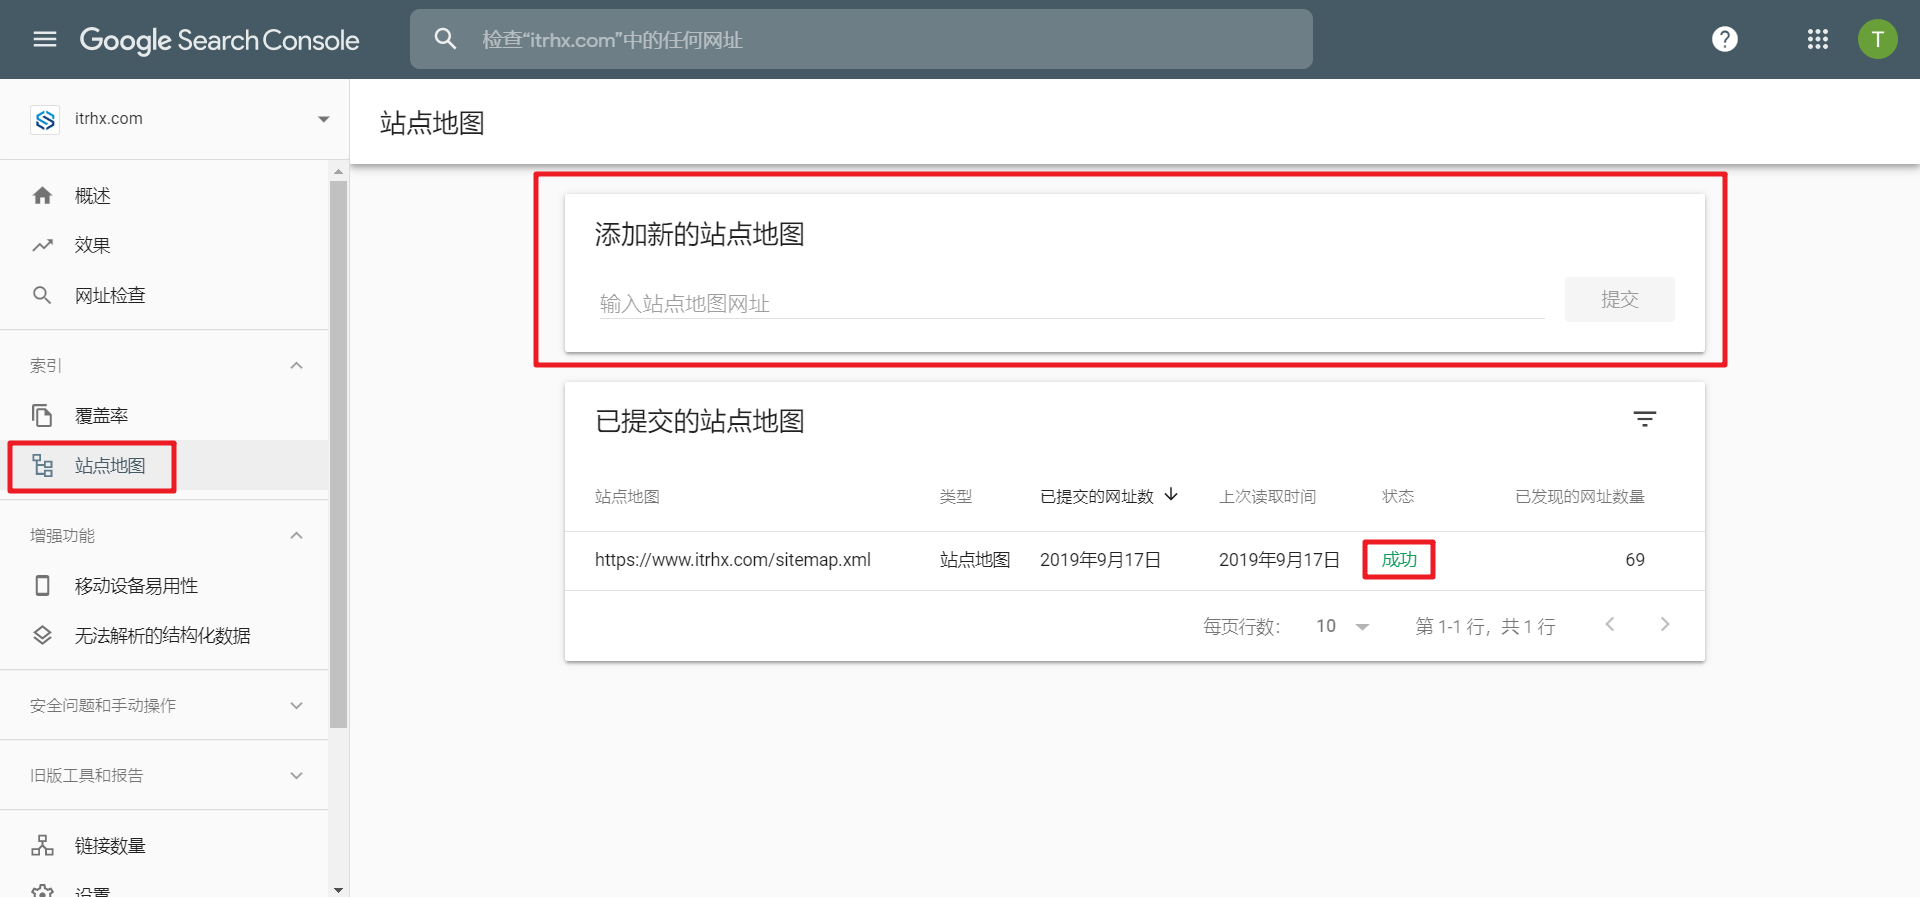 Google Search Console
检查“itrhx.com”中的任何网址
?
T
itrhx.com
站点地图
概述
效果
网址检查
索引
覆盖率
站点地图
增强功能
移动设备易用性
无法解析的结构化数据
安全问题和手动操作
旧版工具和报告
链接数量
设置
添加新的站点地图
输入站点地图网址
提交
已提交的站点地图
站点地图 类型 已提交的网址数 上次读取时间 状态 已发现的网址数量
https://www.itrhx.com/sitemap.xml 站点地图 2019年9月17日 2019年9月17日 成功 69
每页行数： 10 第 1-1 行，共 1 行